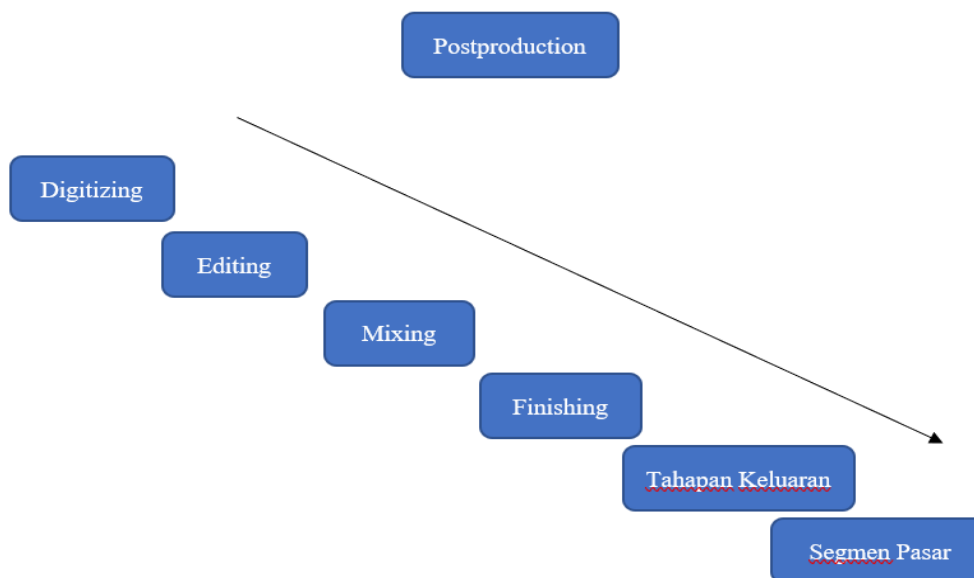 Postproduction
Digitizing
Editing
Mixing
Finishing
Tahapan Keluaran
Segmen Pasar